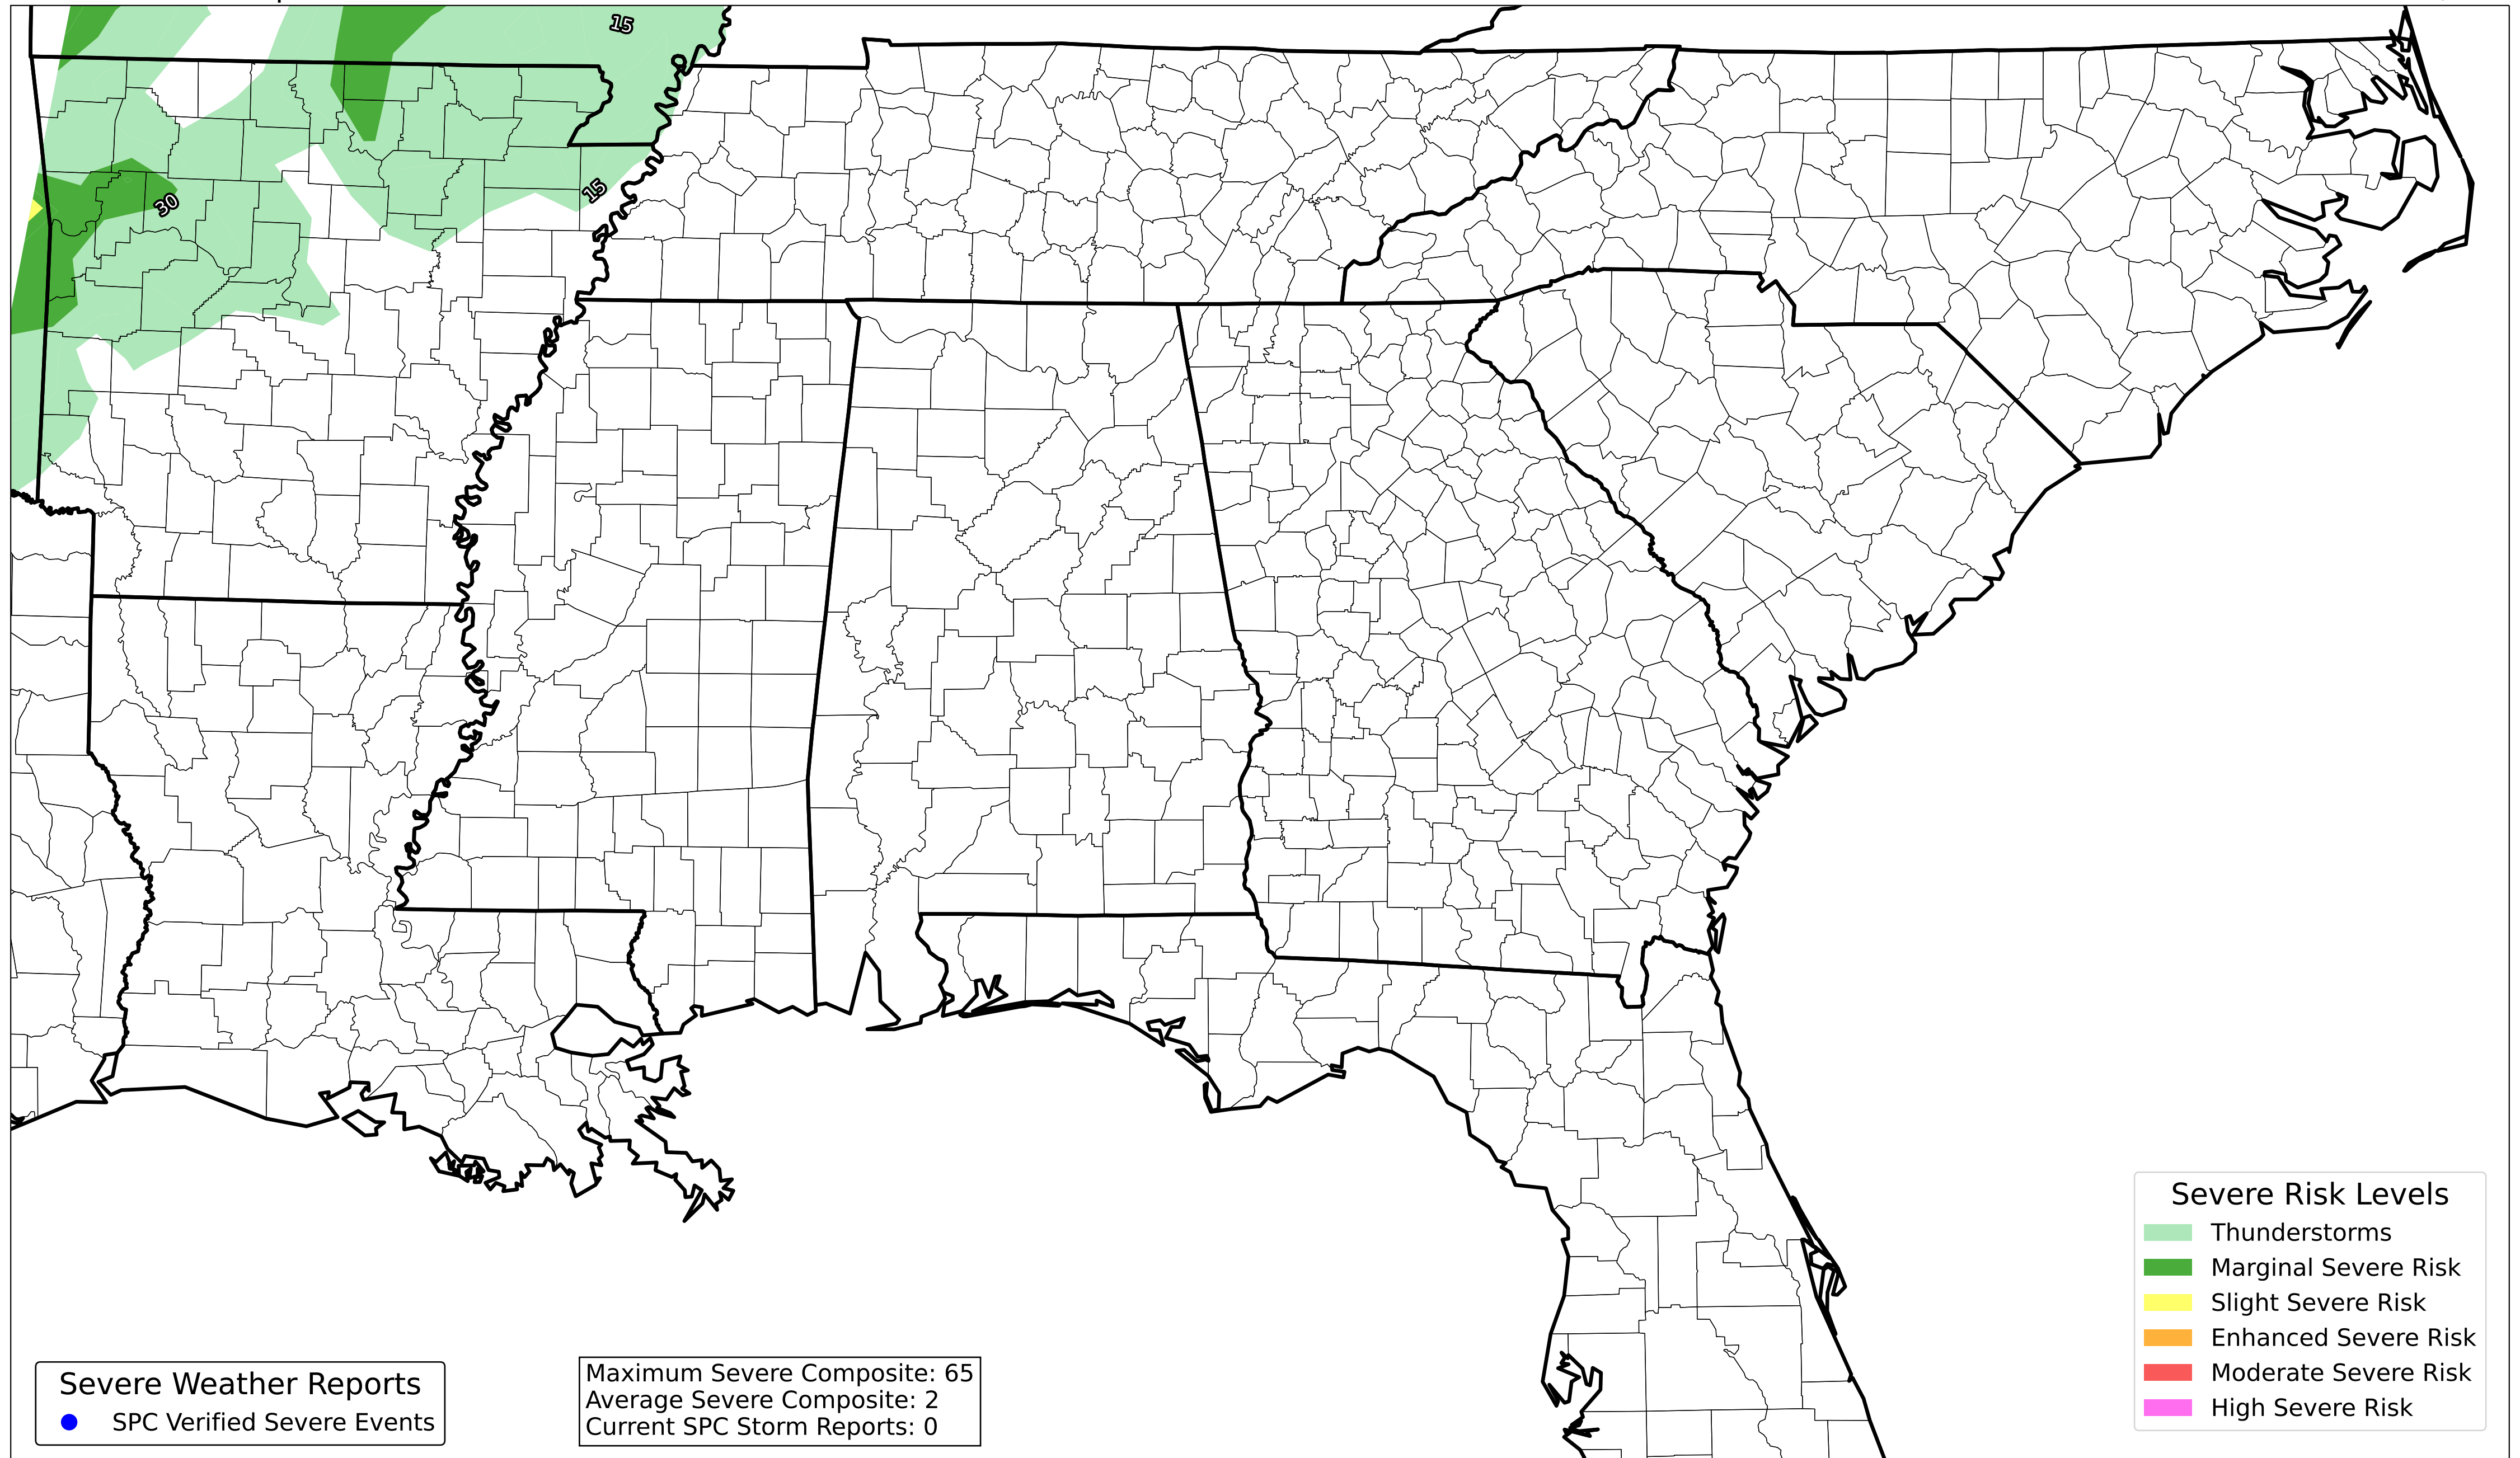 15
15
30
Severe Risk Levels
Thunderstorms
Marginal Severe Risk
Slight Severe Risk
Enhanced Severe Risk
Moderate Severe Risk
High Severe Risk
Severe Weather Reports
SPC Verified Severe Events
Maximum Severe Composite: 65
Average Severe Composite: 2
Current SPC Storm Reports: 0